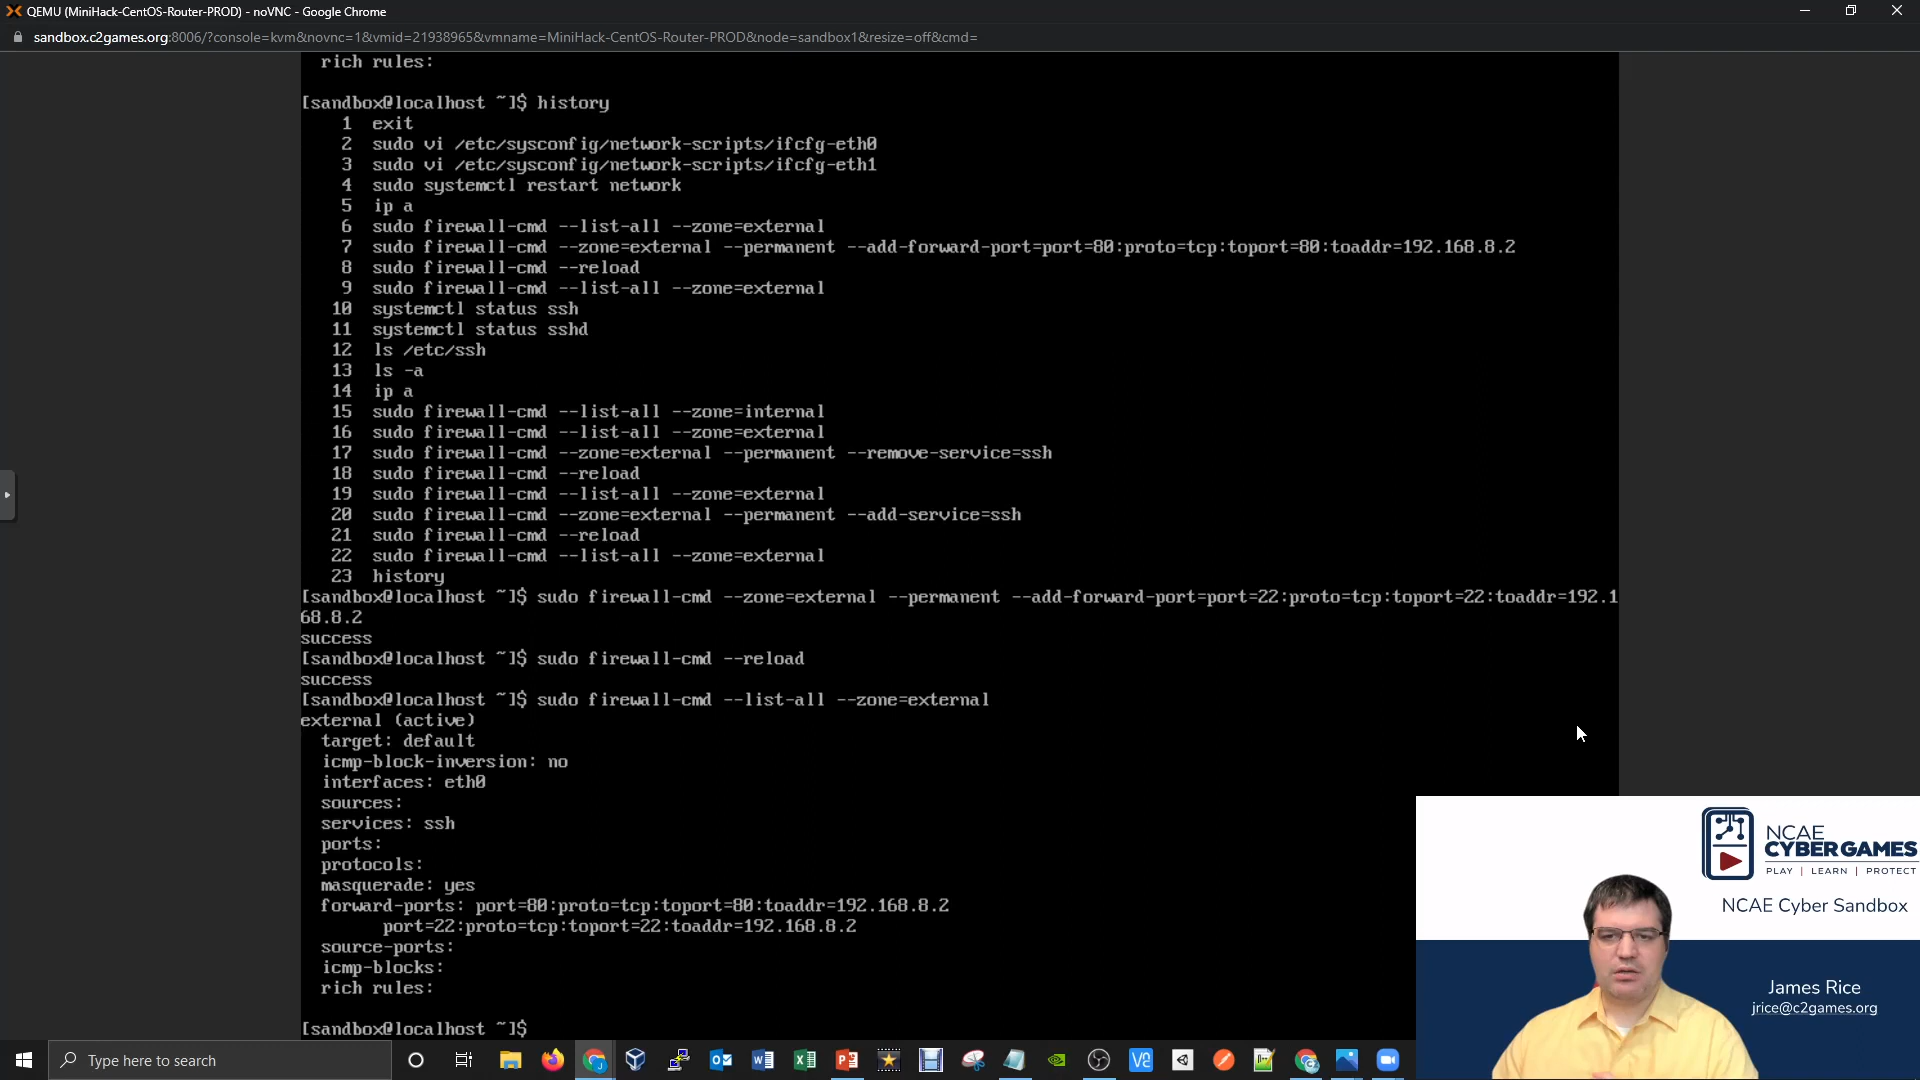 QEMU (MiniHack-CentOS-Router-PROD) - noVNC - Google Chrome
sandbox.c2games.org:8006/?console=kvm&novnc=1&vmid=21938965&vmname=MiniHack-CentOS-Router-PROD&node=sandbox1&resize=off&cmd=
rich rules:
[sandbox@localhost ~]$ history
1 exit
2 sudo vi /etc/sysconfig/network-scripts/ifcfg-eth0
3 sudo vi /etc/sysconfig/network-scripts/ifcfg-eth1
4 sudo systemctl restart network
5 ip a
6 sudo firewall-cmd --list-all --zone=external
7 sudo firewall-cmd --zone=external --permanent --add-forward-port=port=80:proto=tcp:toport=80:toaddr=192.168.8.2
8 sudo firewall-cmd --reload
9 sudo firewall-cmd --list-all --zone=external
10 systemctl status ssh
11 systemctl status sshd
12 ls /etc/ssh
13 ls -a
14 ip a
15 sudo firewall-cmd --list-all --zone=internal
16 sudo firewall-cmd --list-all --zone=external
17 sudo firewall-cmd --zone=external --permanent --remove-service=ssh
18 sudo firewall-cmd --reload
19 sudo firewall-cmd --list-all --zone=external
20 sudo firewall-cmd --zone=external --permanent --add-service=ssh
21 sudo firewall-cmd --reload
22 sudo firewall-cmd --list-all --zone=external
23 history
[sandbox@localhost ~]$ sudo firewall-cmd --zone=external --permanent --add-forward-port=port=22:proto=tcp:toport=22:toaddr=192.1
68.8.2
success
[sandbox@localhost ~]$ sudo firewall-cmd --reload
success
[sandbox@localhost ~]$ sudo firewall-cmd --list-all --zone=external
external (active)
target: default
icmp-block-inversion: no
interfaces: eth0
sources:
services: ssh
ports:
protocols:
masquerade: yes
forward-ports: port=80:proto=tcp:toport=80:toaddr=192.168.8.2
port=22:proto=tcp:toport=22:toaddr=192.168.8.2
source-ports:
icmp-blocks:
rich rules:
[sandbox@localhost ~]$
NCAE
CYBERGAMES
PLAY | LEARN | PROTECT
NCAE Cyber Sandbox
James Rice
jrice@c2games.org
Type here to search